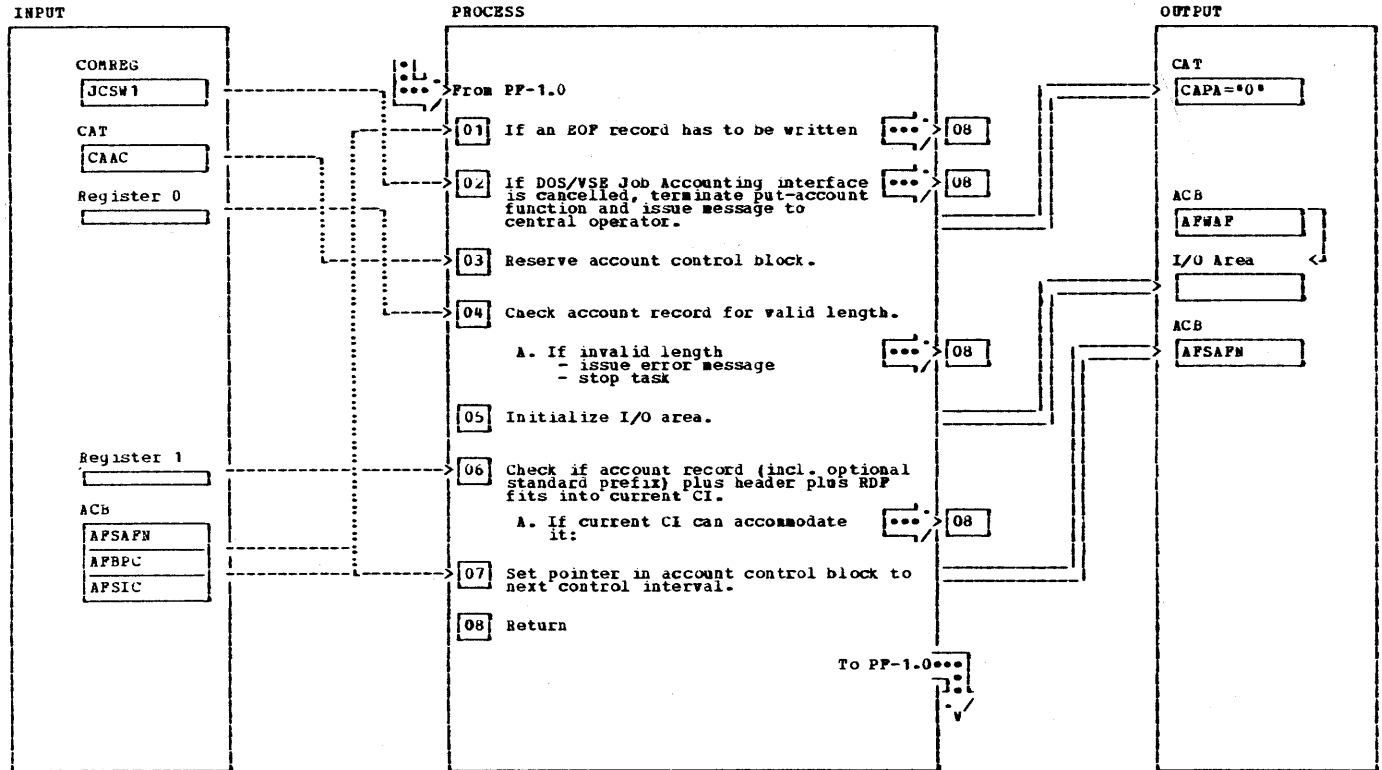 INPUT
COMREG
JCSW1
CAT
CAAC
Register 0
Register 1
ACB
AFSAFN
AFBPC
AFSIC
PROCESS
From PF-1.0
01 If an EOF record has to be written 08
02 If DOS/VSE Job Accounting interface 08
is cancelled, terminate put-account
function and issue message to
central operator.
03 Reserve account control block.
04 Check account record for valid length.
A. If invalid length 08
- issue error message
- stop task
05 Initialize I/O area.
06 Check if account record (incl. optional
standard prefix) plus header plus RDF
fits into current CI.
A. If current CI can accommodate 08
it:
07 Set pointer in account control block to
next control interval.
08 Return
To PF-1.0
OUTPUT
CAT
CAPA="0"
ACB
AFWAF
I/O Area
ACB
AFSAFN